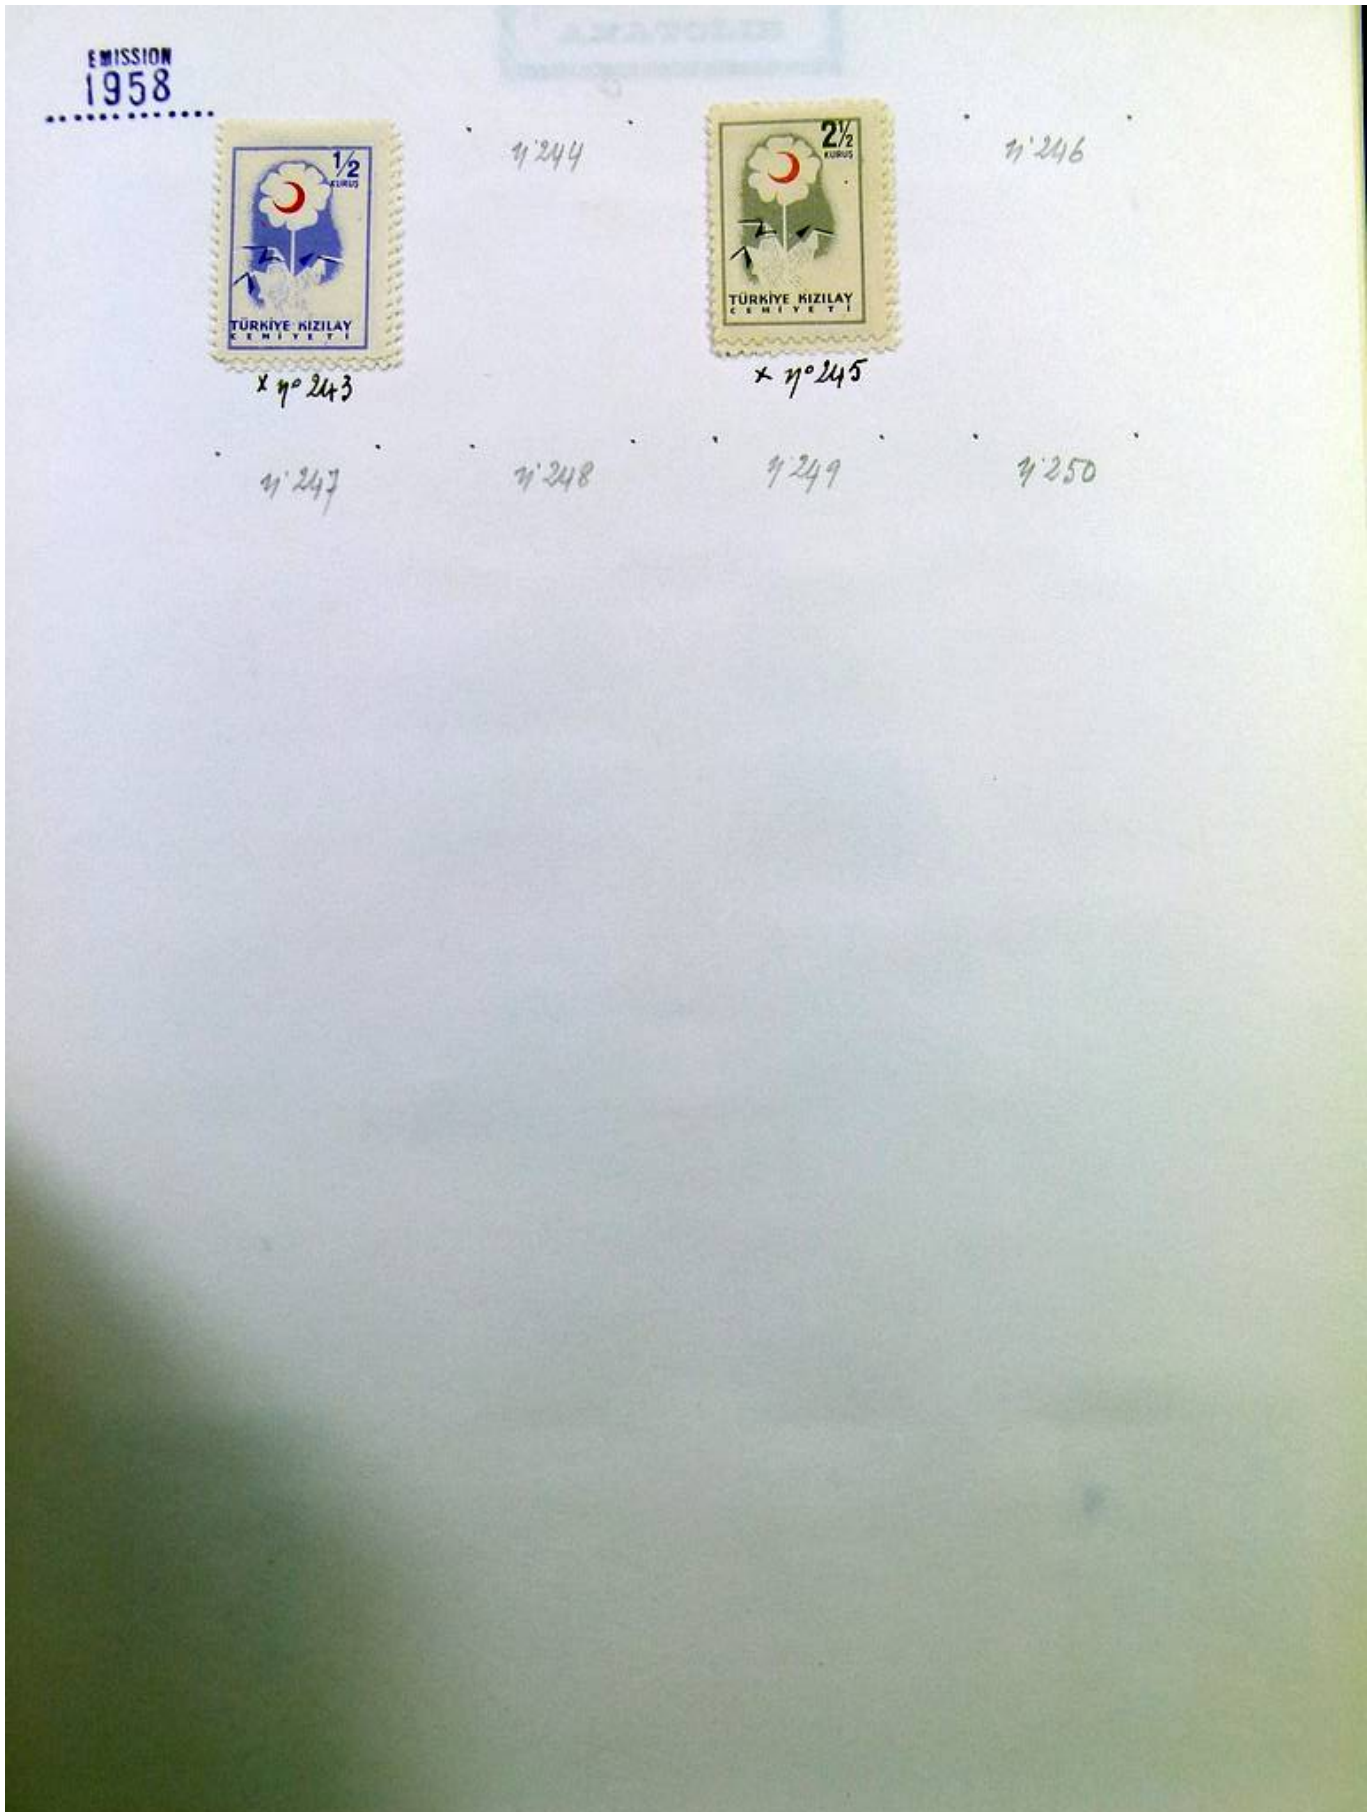 EMISSION
1958
1/2
KURUŞ
TÜRKİYE KIZILAY
CEMİYETİ
x n° 243
n° 244
2 1/2
KURUŞ
TÜRKİYE KIZILAY
CEMİYETİ
x n° 245
n° 246
n° 247
n° 248
n° 249
n° 250